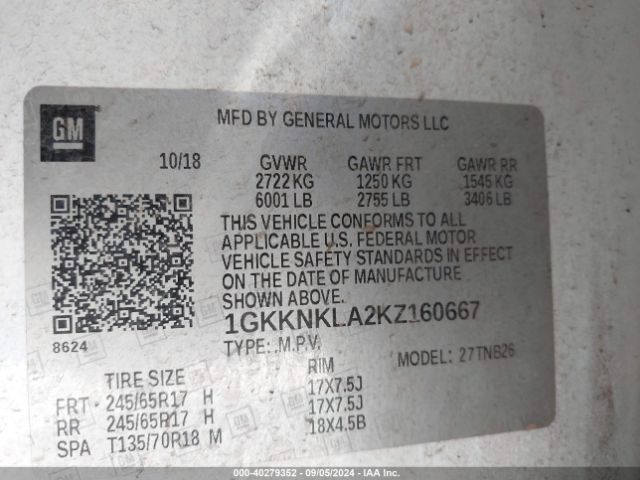 GM
MFD BY GENERAL MOTORS LLC
10/18 GVWR GAWR FRT GAWR RR
2722 KG 1250 KG 1545 KG
6001 LB 2755 LB 3406 LB
THIS VEHICLE CONFORMS TO ALL
APPLICABLE U.S. FEDERAL MOTOR
VEHICLE SAFETY STANDARDS IN EFFECT
ON THE DATE OF MANUFACTURE
SHOWN ABOVE.
1GKKNKLA2KZ160667
8624
TYPE: .M.P.V. MODEL: 27TNB26
TIRE SIZE RIM
FRT - 245/65R17 H 17X7.5J
RR 245/65R17 H 17X7.5J
SPA T135/70R18 M 18X4.5B
000-40279352 - 09/05/2024 - IAA Inc.